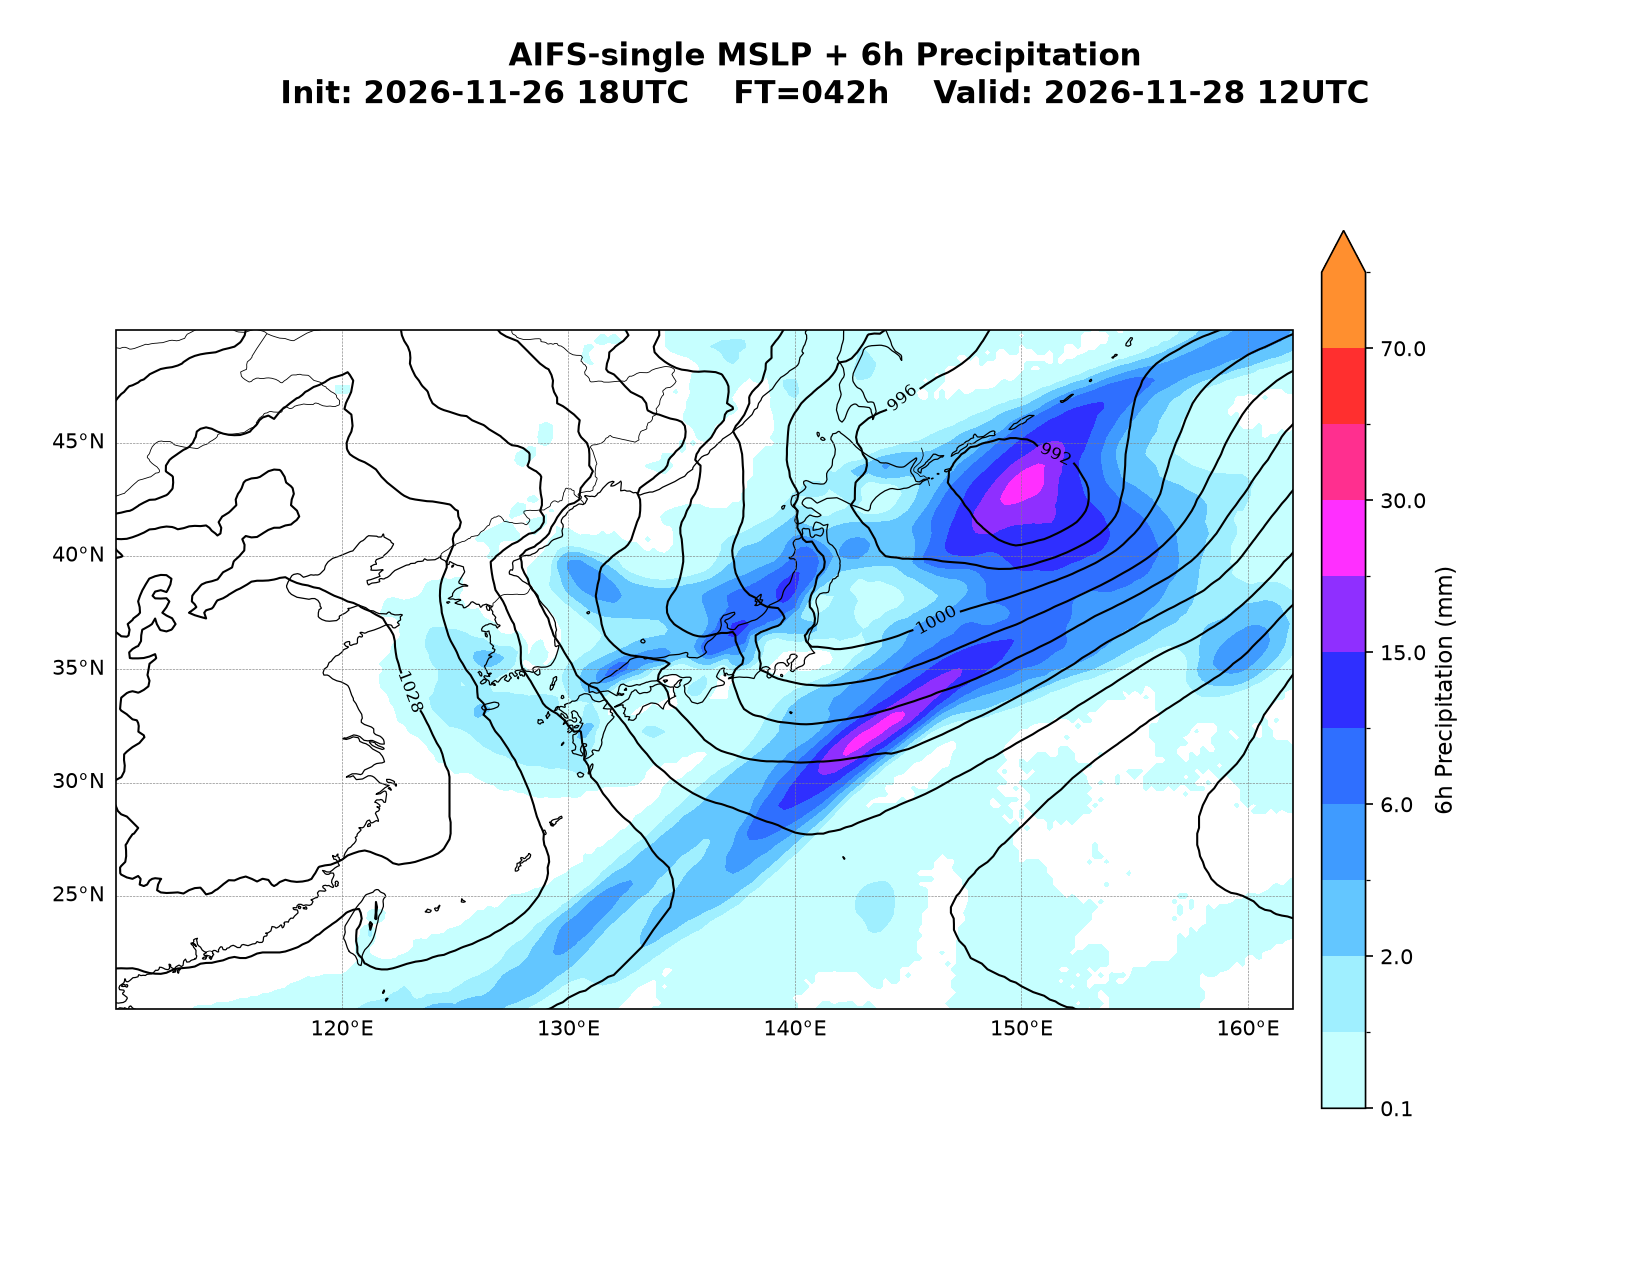 AIFS-single MSLP + 6h Precipitation
Init: 2026-11-26 18UTC    FT=042h    Valid: 2026-11-28 12UTC
70.0
996
45°N
992
30.0
40°N
1000
15.0
35°N
1028
30°N
6.0
6h Precipitation (mm)
25°N
2.0
120°E 130°E 140°E 150°E 160°E
0.1